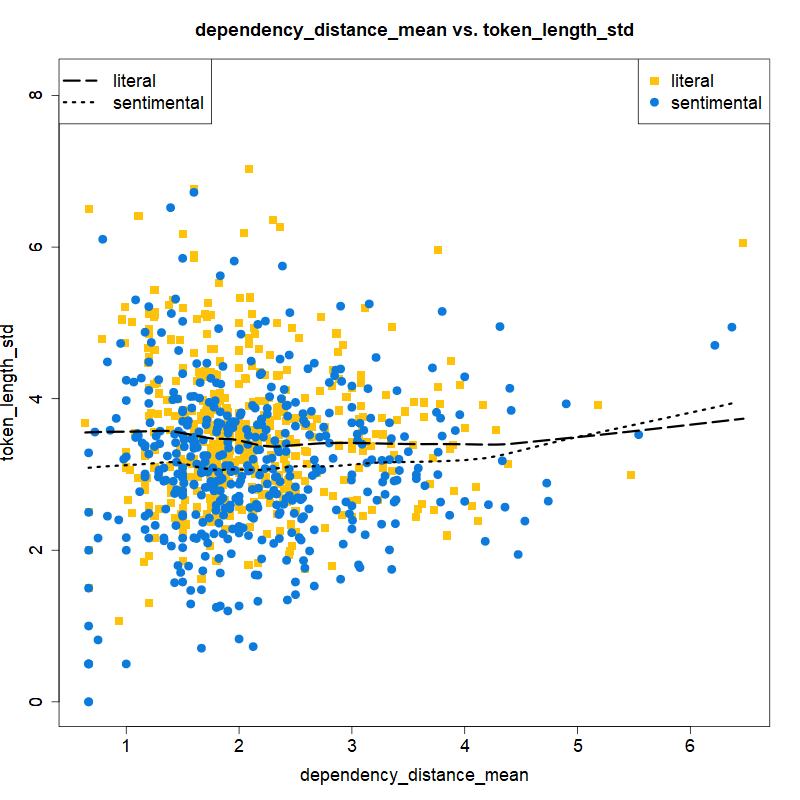 dependency_distance_mean vs. token_length_std
literal
sentimental
literal
sentimental
token_length_std
8
6
4
2
0
1 2 3 4 5 6
dependency_distance_mean